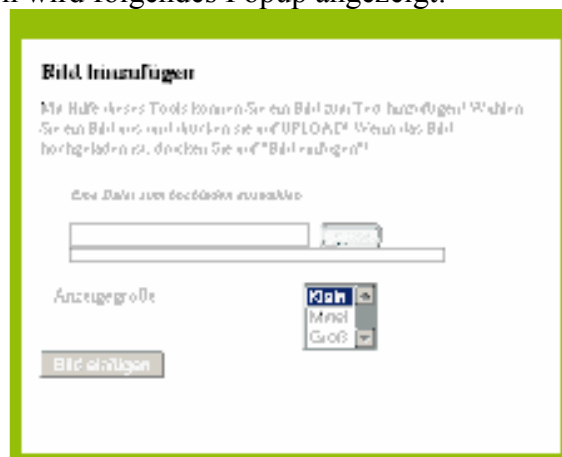 wird folgendes Popup angezeigt:
Bild hinzufügen
Mit Hilfe dieses Tools können Sie ein Bild zum Text hinzufügen! Wählen
Sie ein Bild aus und drücken sie auf UPLOAD! Wenn das Bild
hochgeladen ist, drücken Sie auf "Bild einfügen"!
Eine Datei zum hochladen auswählen
Anzeigegröße
Klein
Mittel
Groß
Bild einfügen